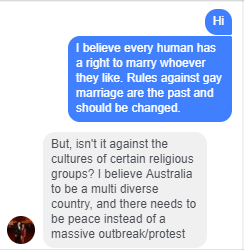 Hi
I believe every human has
a right to marry whoever
they like. Rules against gay
marriage are the past and
should be changed.
But, isn't it against the
cultures of certain religious
groups? I believe Australia
to be a multi diverse
country, and there needs to
be peace instead of a
massive outbreak/protest